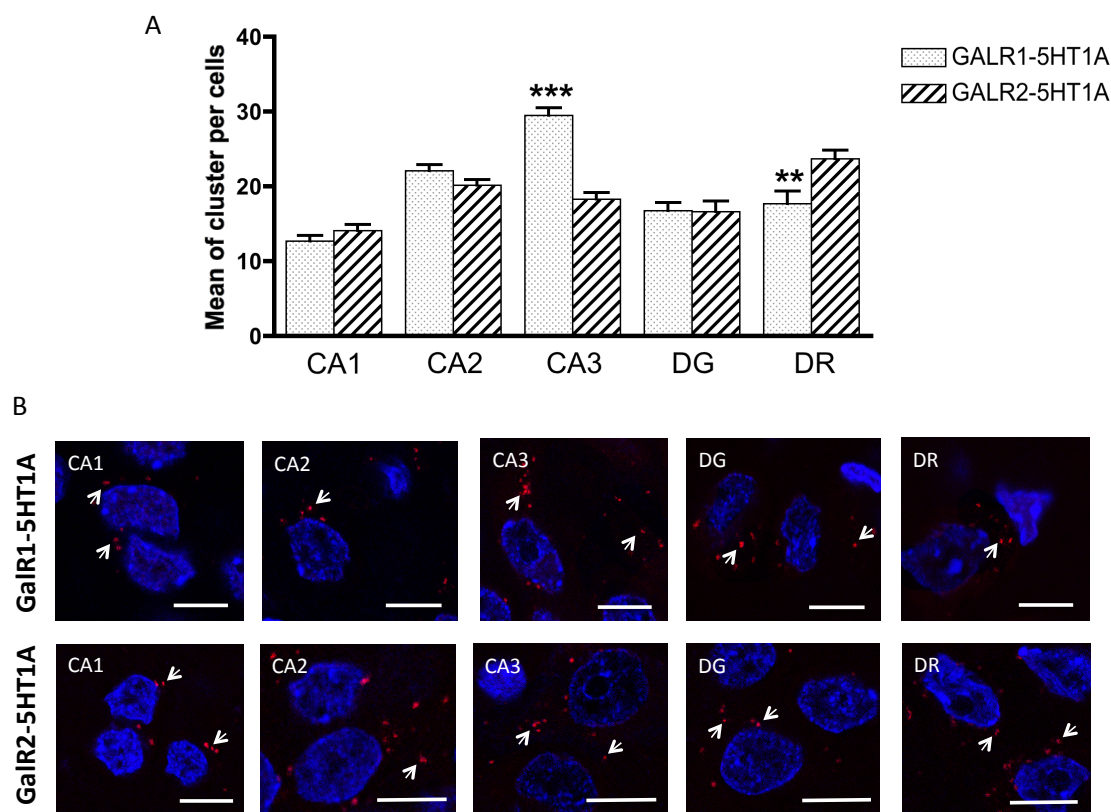 A
Mean of cluster per cells
40
30
20
10
0
***
**
CA1 CA2 CA3 DG DR
GALR1-5HT1A
GALR2-5HT1A
B
GalR1-5HT1A
CA1 CA2 CA3 DG DR
GalR2-5HT1A
CA1 CA2 CA3 DG DR